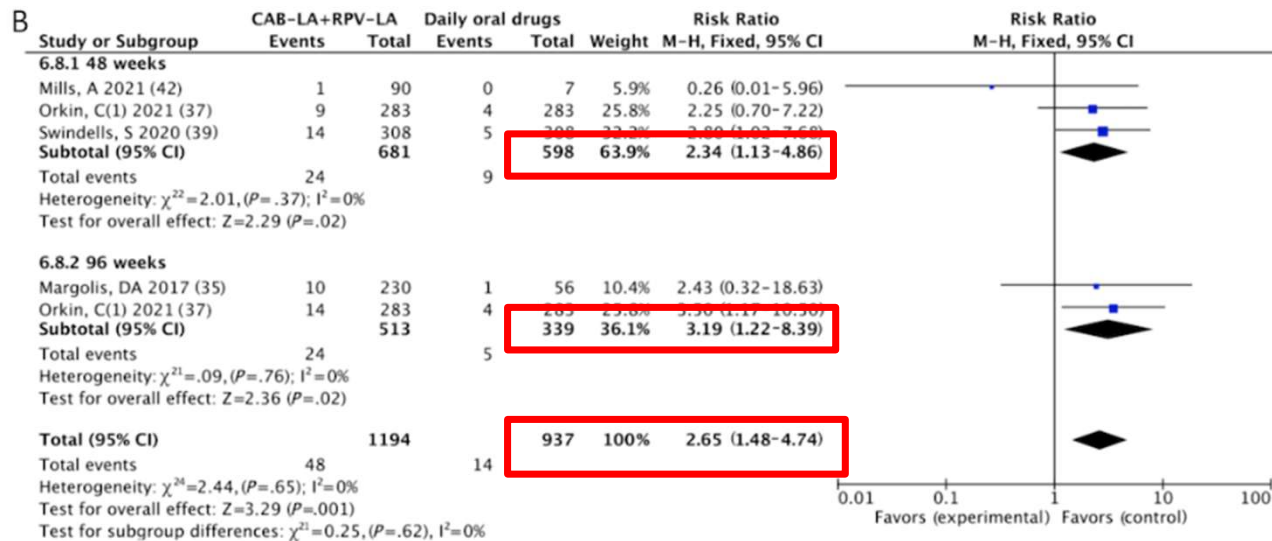 B
CAB-LA+RPV-LA Daily oral drugs Risk Ratio Risk Ratio
Study or Subgroup Events Total Events Total Weight M-H, Fixed, 95% CI M-H, Fixed, 95% CI
6.8.1 48 weeks
Mills, A 2021 (42) 1 90 0 7 5.9% 0.26 (0.01-5.96)
Orkin, C(1) 2021 (37) 9 283 4 283 25.8% 2.25 (0.70-7.22)
Swindells, S 2020 (39) 14 308 5
Subtotal (95% CI) 681 598 63.9% 2.34 (1.13-4.86)
Total events 24 9
Heterogeneity: χ²²=2.01, (P= .37); I²=0%
Test for overall effect: Z=2.29 (P=.02)
6.8.2 96 weeks
Margolis, DA 2017 (35) 10 230 1 56 10.4% 2.43 (0.32-18.63)
Orkin, C(1) 2021 (37) 14 283 4
Subtotal (95% CI) 513 339 36.1% 3.19 (1.22-8.39)
Total events 24 5
Heterogeneity: χ²¹=.09, (P=.76); I²=0%
Test for overall effect: Z=2.36 (P=.02)
Total (95% CI) 1194 937 100% 2.65 (1.48-4.74)
Total events 48 14
Heterogeneity: χ²⁴=2.44, (P=.65); I²=0%
Test for overall effect: Z=3.29 (P=.001)
Test for subgroup differences: χ²¹=0.25, (P=.62), I²=0%
0.01 0.1 1 10 100
Favors (experimental) Favors (control)